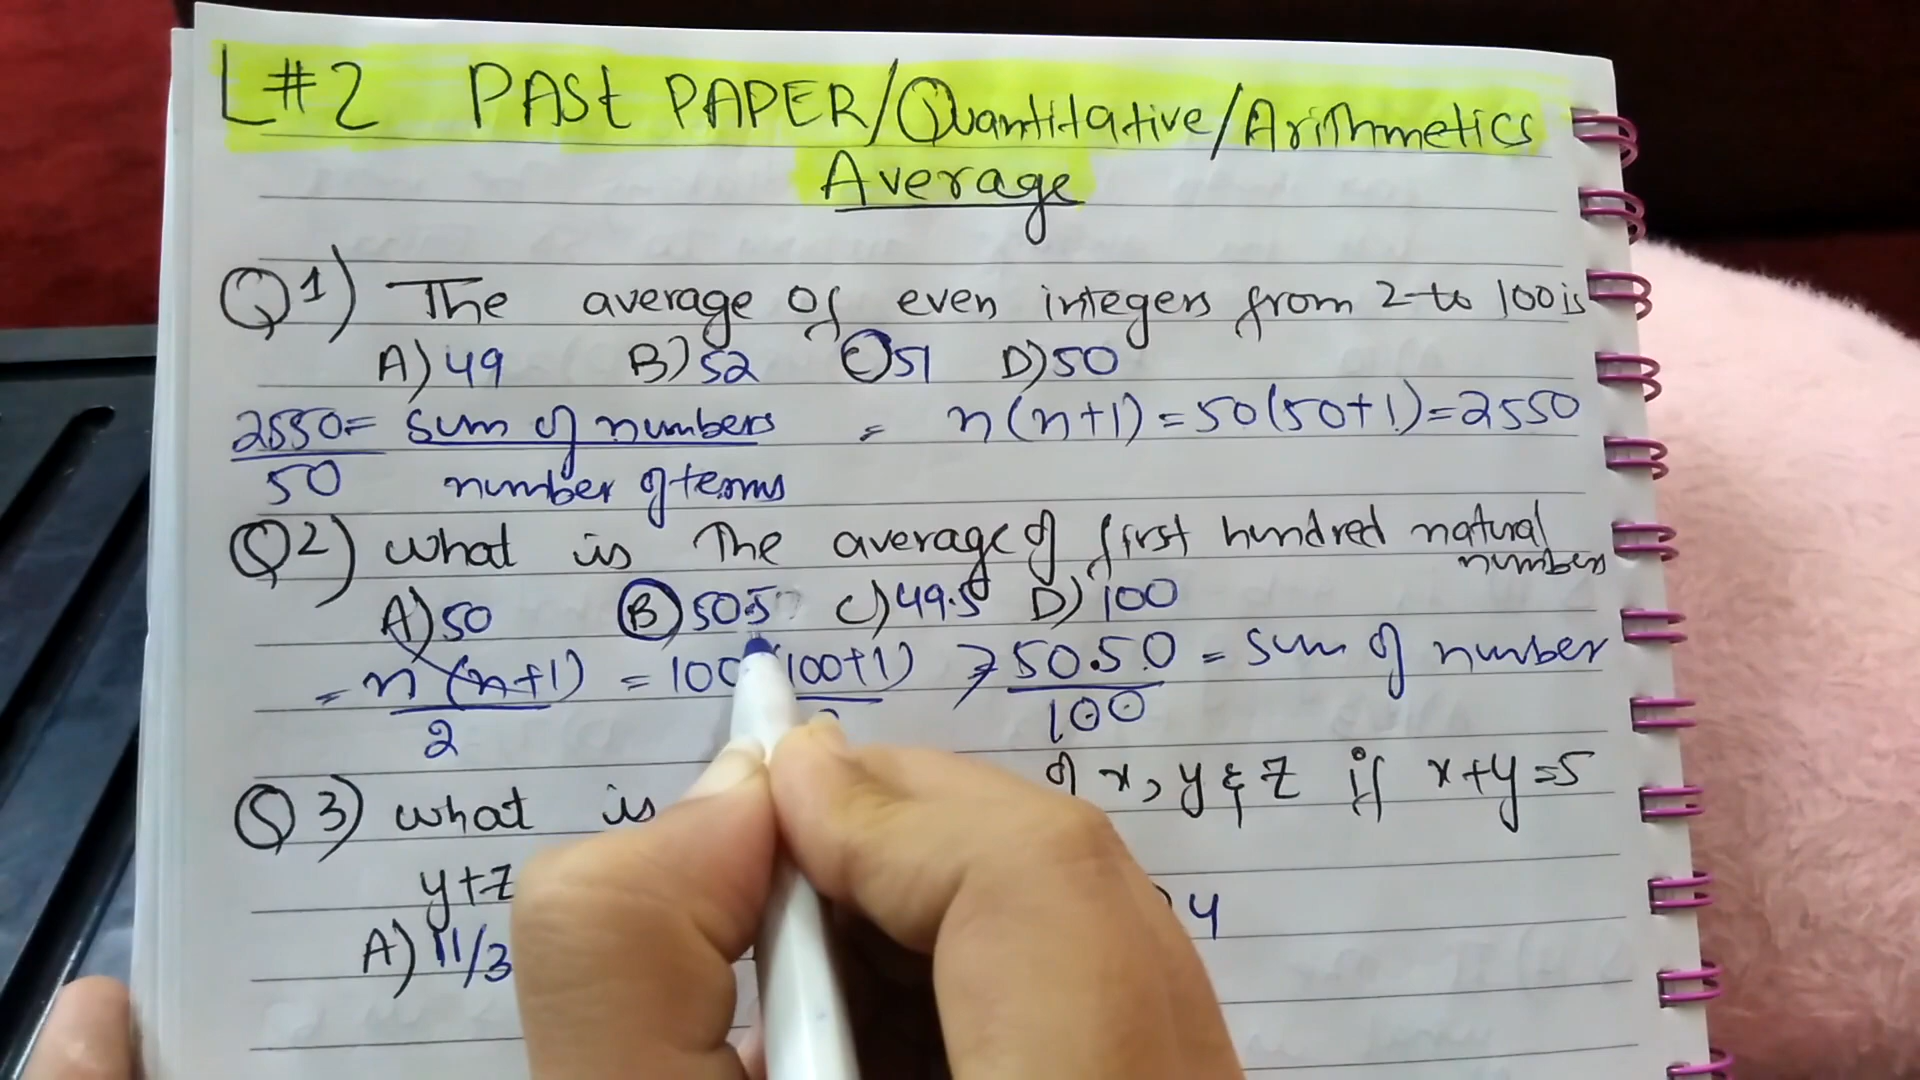 L#2 PASt PAPER/Quantitative/Arithmetics
Average
Q1) The average of even integers from 2 to 100 is
A) 49 B) 52 C) 51 D) 50
2550 = sum of numbers = n(n+1) = 50(50+1) = 2550
50 number of terms
Q2) what is The average of first hundred natural
numbers
A) 50 B) 50.5 C) 49.5 D) 100
= n (n+1) = 100 (100+1) 50.50 = sum of number
2 100
Q3) what is of x, y & z if x+y=5
y+z
A) 11/3 4